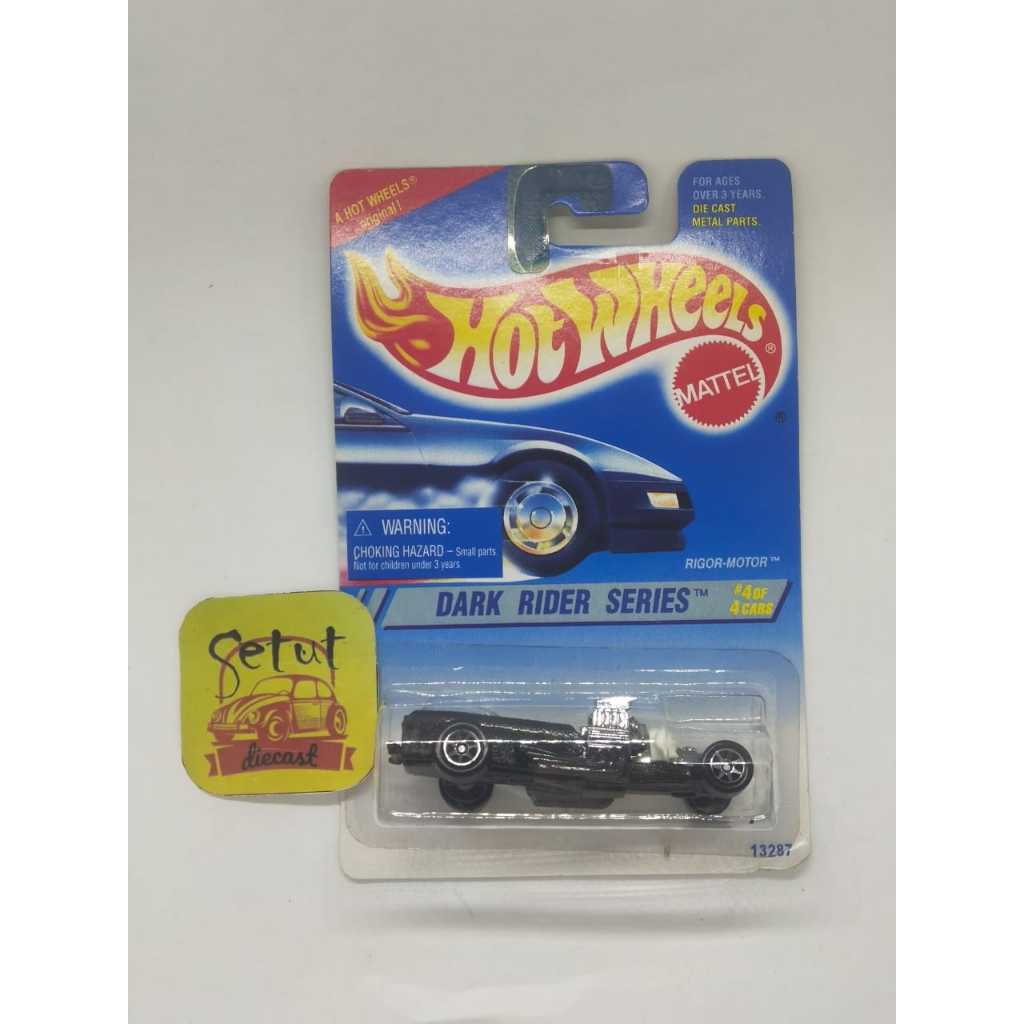 A HOT WHEELS®
original!
FOR AGES
OVER 3 YEARS.
DIE CAST
METAL PARTS.
HOT WHEELS®
MATTEL
®
⚠ WARNING:
CHOKING HAZARD – Small parts
Not for children under 3 years
RIGOR-MOTOR™
DARK RIDER SERIES™
#4 OF
4 CARS
Setut
diecast
13287